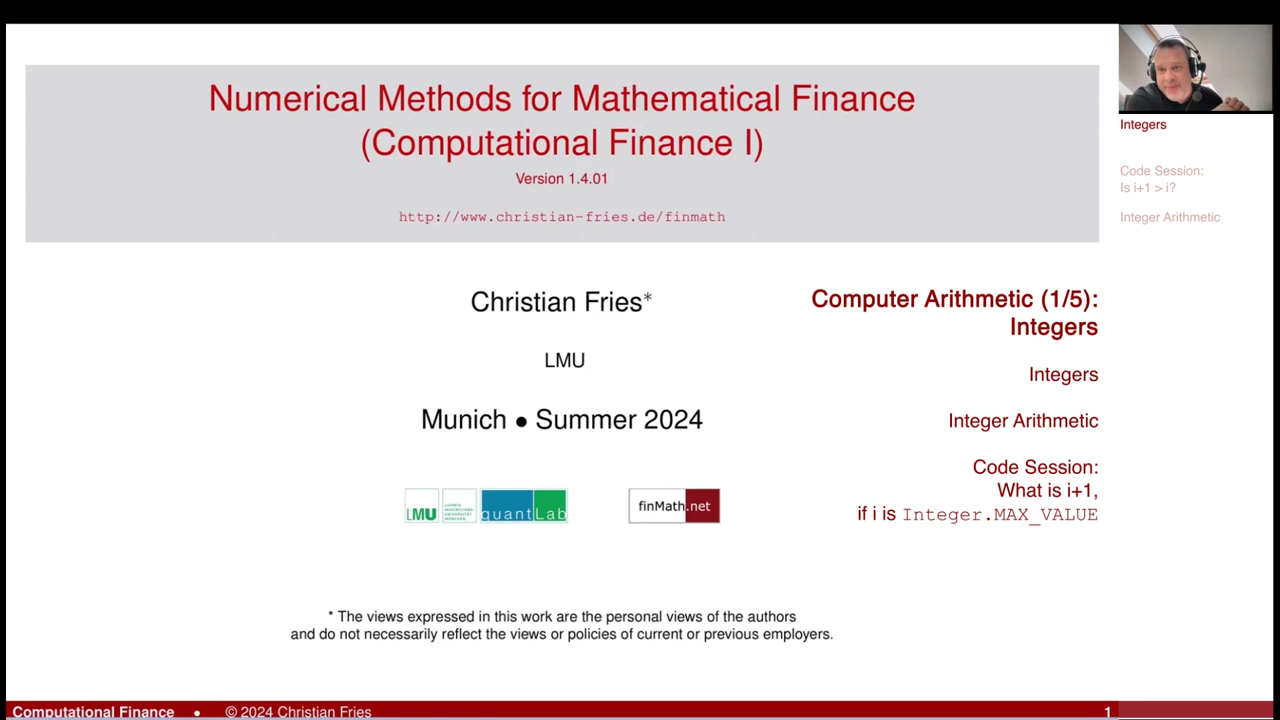 Numerical Methods for Mathematical Finance
(Computational Finance I)
Version 1.4.01
http://www.christian-fries.de/finmath
Christian Fries*
LMU
Munich • Summer 2024
Computer Arithmetic (1/5):
Integers
Integers
Integer Arithmetic
Code Session:
What is i+1,
if i is Integer.MAX_VALUE
LMU
LUDWIG
MAXIMILIANS
UNIVERSITÄT
MÜNCHEN
quantLab
finMath.net
* The views expressed in this work are the personal views of the authors
and do not necessarily reflect the views or policies of current or previous employers.
Integers
Code Session:
Is i+1 > i?
Integer Arithmetic
Computational Finance • © 2024 Christian Fries 1